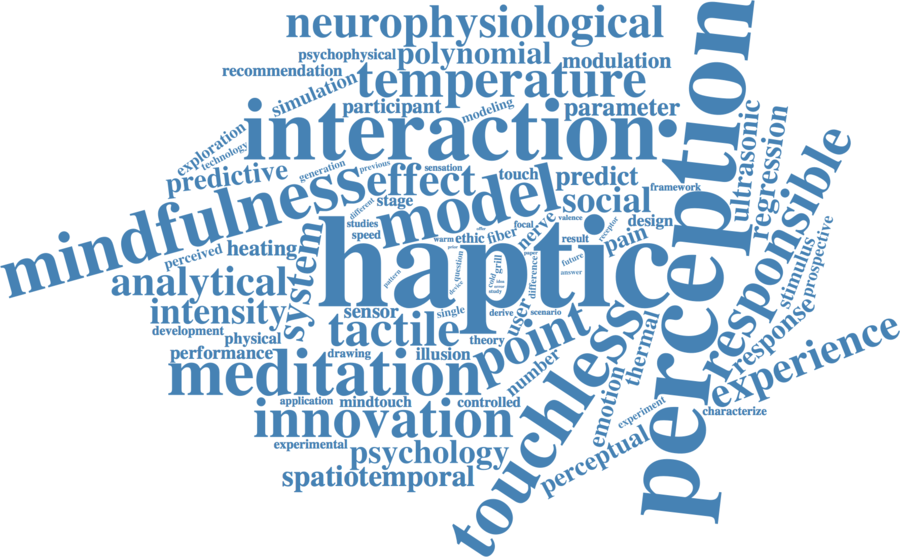 neurophysiological
psychophysical
polynomial
recommendation
modulation
simulation
temperature
participant
modeling
parameter
interaction
perception
exploration
technology
ultrasonic
regression
predictive
generation
previous
sensation
effect
touch
predict
framework
responsible
mindfulness
different
stage
model
social
valence
studies
speed
perceived
heating
warm
ethic
fiber
focal
nerve
result
receptor
design
pain
analytical
system
haptic
pattern
question
device
cold
grill
difference
future
answer
stimulus
prospective
intensity
sensor
single
study
derive
scenario
user
development
physical
tactile
theory
point
touchless
thermal
response
experience
performance
drawing
illusion
meditation
number
emotion
application
mindtouch
controlled
experiment
characterize
innovation
experimental
psychology
perceptual
spatiotemporal